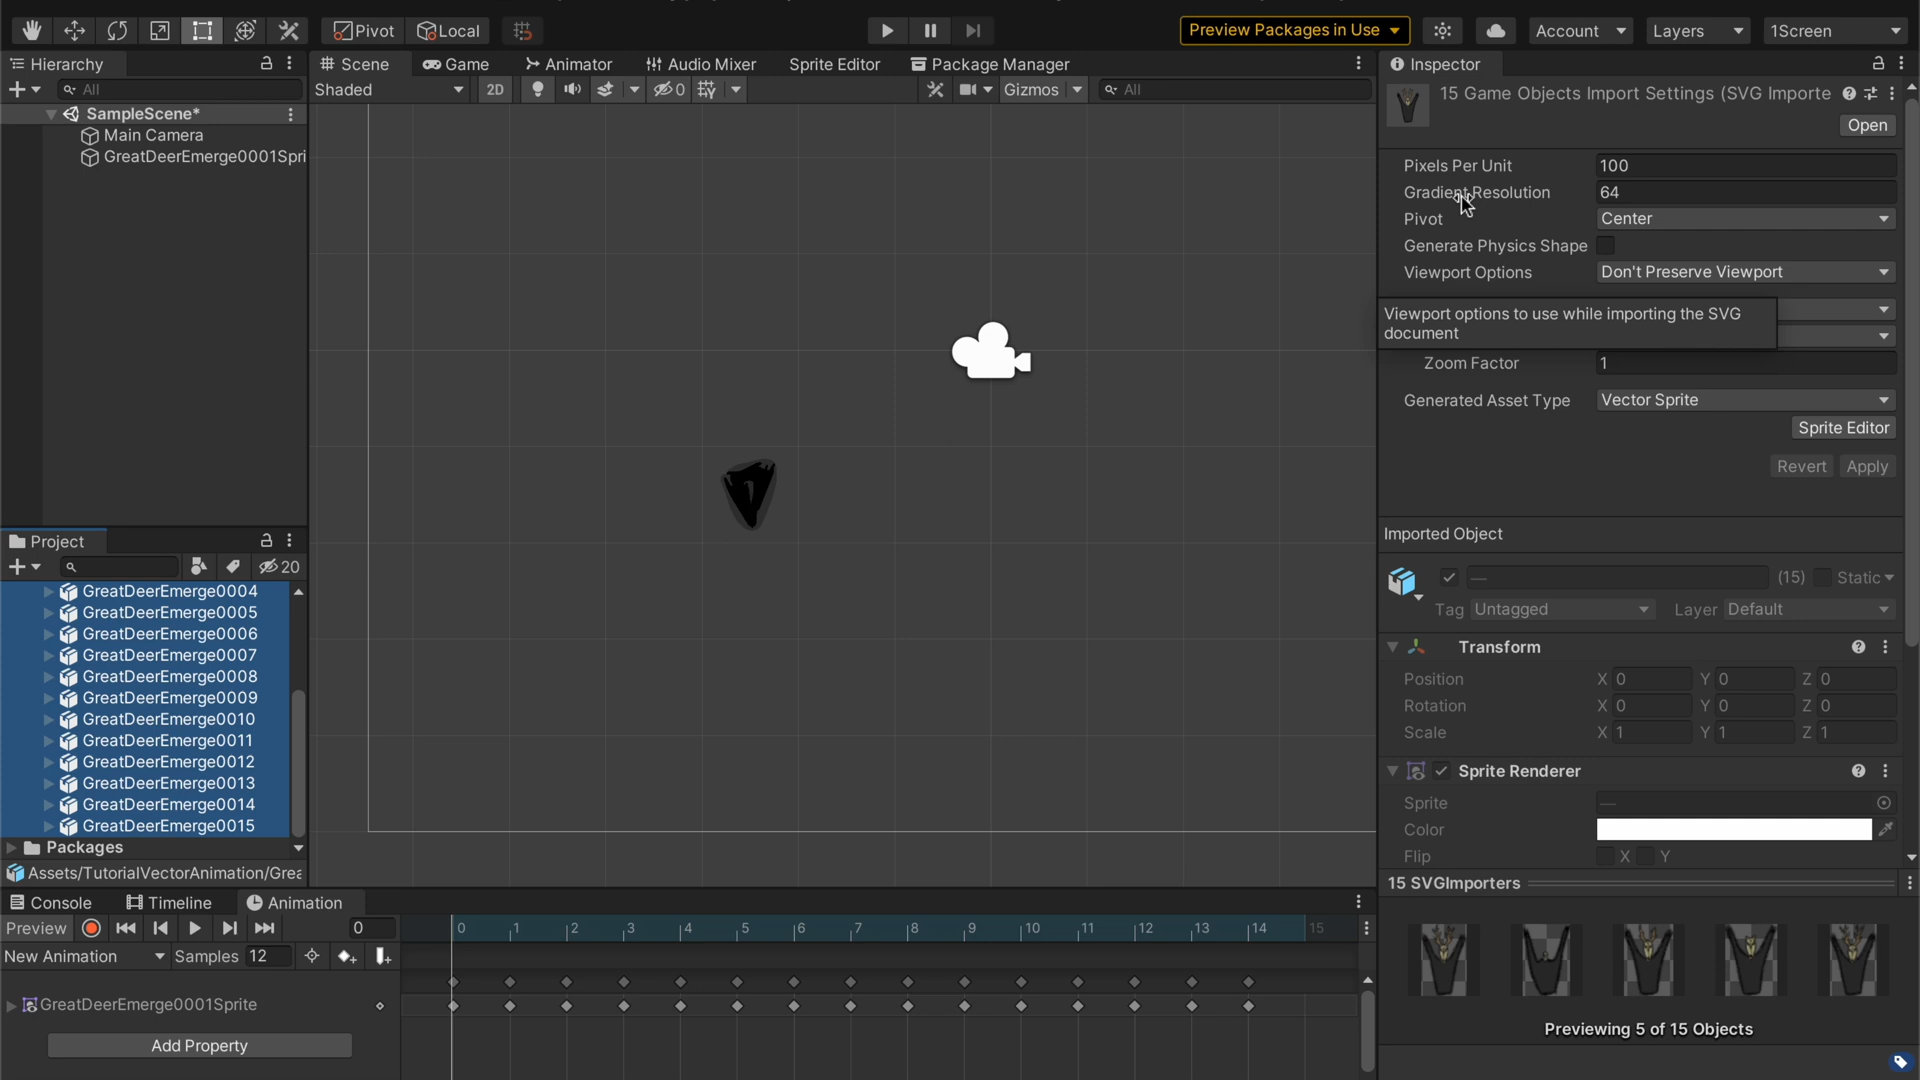 Pivot
Local
Preview Packages in Use
Account
Layers
1Screen
Hierarchy
All
SampleScene*
Main Camera
GreatDeerEmerge0001Spri
Scene
Game
Animator
Audio Mixer
Sprite Editor
Package Manager
Shaded
2D
0
Gizmos
All
Inspector
15 Game Objects Import Settings (SVG Importe
Open
Pixels Per Unit 100
Gradient Resolution 64
Pivot Center
Generate Physics Shape
Viewport Options Don't Preserve Viewport
Viewport options to use while importing the SVG
document
Zoom Factor 1
Generated Asset Type Vector Sprite
Sprite Editor
Revert Apply
Imported Object
— (15) Static
Tag Untagged Layer Default
Transform
Position X 0 Y 0 Z 0
Rotation X 0 Y 0 Z 0
Scale X 1 Y 1 Z 1
Sprite Renderer
Sprite —
Color
Flip X Y
15 SVGImporters
Previewing 5 of 15 Objects
Project
20
GreatDeerEmerge0004
GreatDeerEmerge0005
GreatDeerEmerge0006
GreatDeerEmerge0007
GreatDeerEmerge0008
GreatDeerEmerge0009
GreatDeerEmerge0010
GreatDeerEmerge0011
GreatDeerEmerge0012
GreatDeerEmerge0013
GreatDeerEmerge0014
GreatDeerEmerge0015
Packages
Assets/TutorialVectorAnimation/Grea
Console
Timeline
Animation
Preview 0
0 1 2 3 4 5 6 7 8 9 10 11 12 13 14 15
New Animation Samples 12
GreatDeerEmerge0001Sprite
Add Property